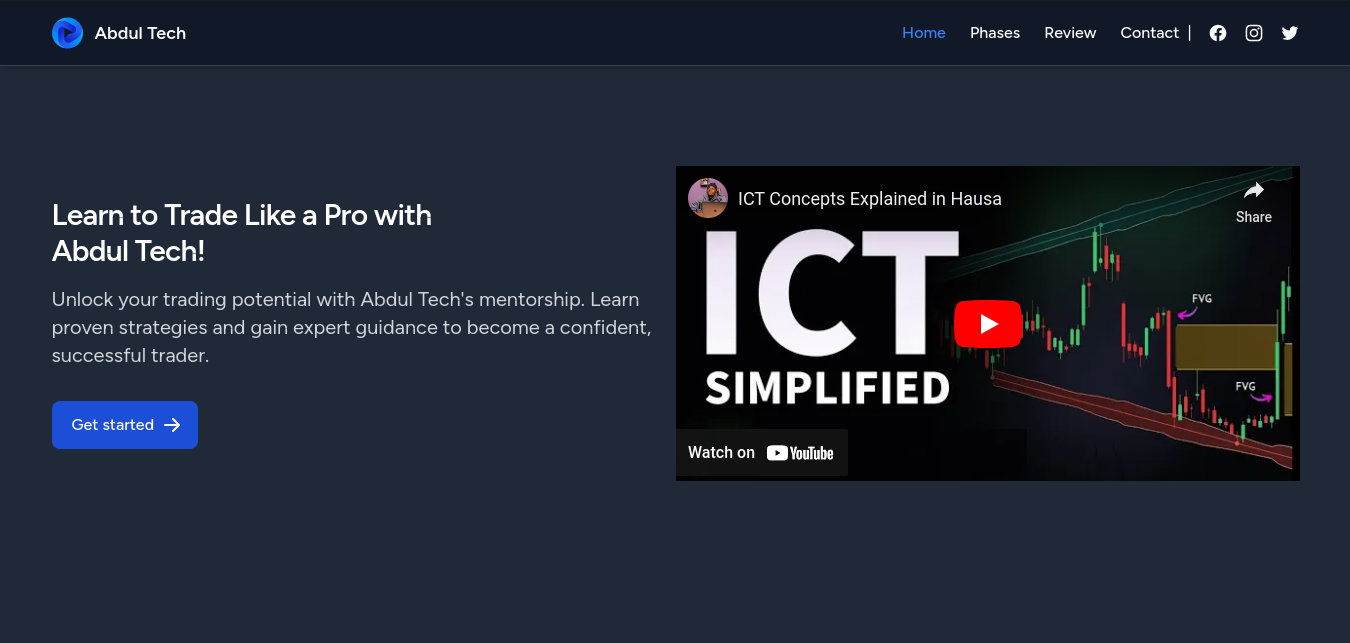 Abdul Tech
Home Phases Review Contact |
Learn to Trade Like a Pro with
Abdul Tech!
Unlock your trading potential with Abdul Tech's mentorship. Learn
proven strategies and gain expert guidance to become a confident,
successful trader.
Get started
ICT Concepts Explained in Hausa
Share
ICT
SIMPLIFIED
FVG
FVG
Watch on YouTube